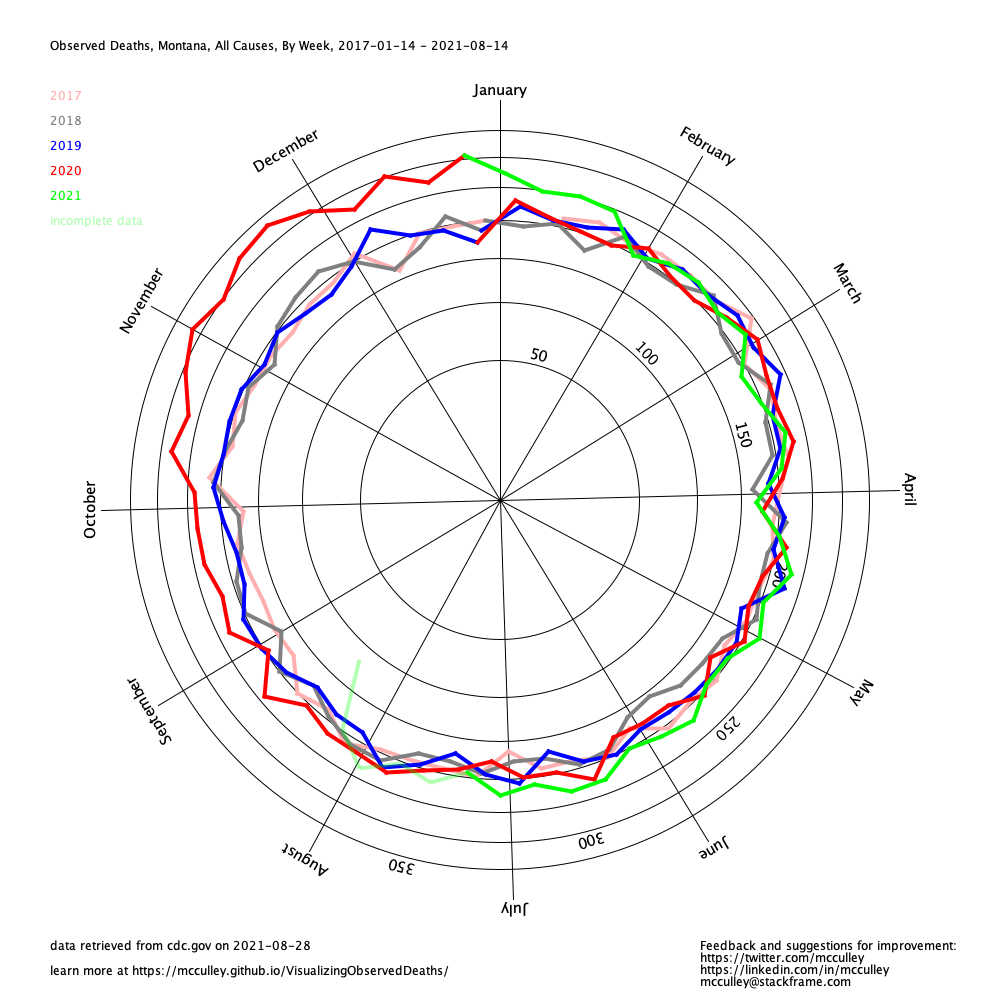 Observed Deaths, Montana, All Causes, By Week, 2017-01-14 - 2021-08-14
January
2017
2018
2019
2020
2021
incomplete data
December
February
November
March
50
100
150
October
April
200
September
May
250
300
350
August
June
July
data retrieved from cdc.gov on 2021-08-28
learn more at https://mcculley.github.io/VisualizingObservedDeaths/
Feedback and suggestions for improvement:
https://twitter.com/mcculley
https://linkedin.com/in/mcculley
mcculley@stackframe.com